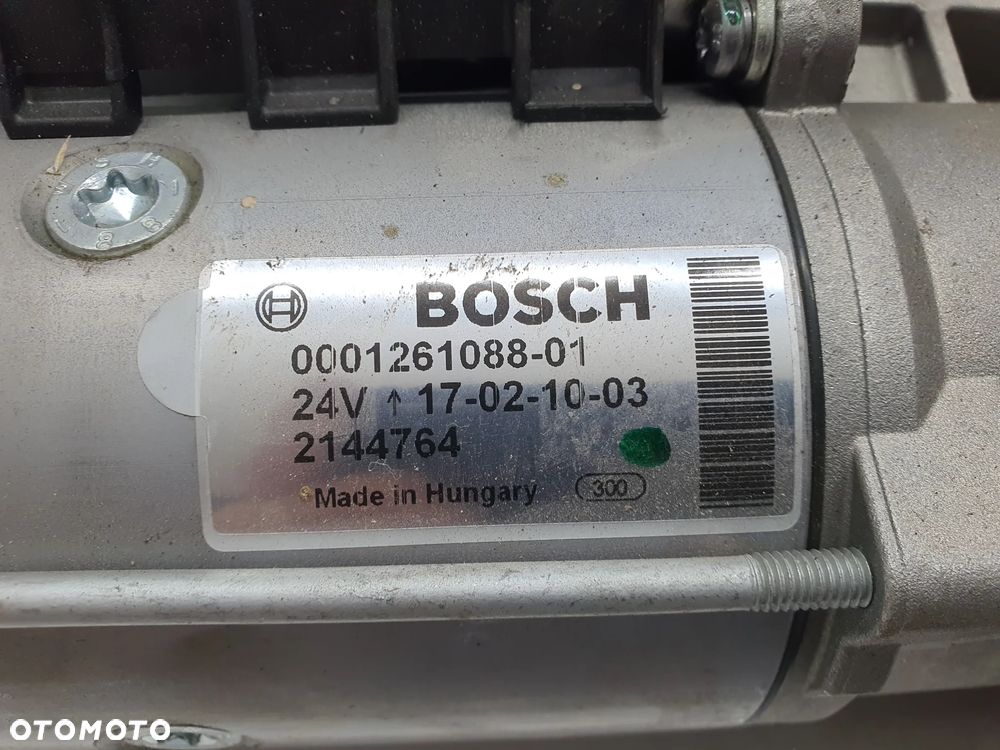 BOSCH
0001261088-01
24V ↑ 17-02-10-03
2144764
Made in Hungary 300
OTOMOTO